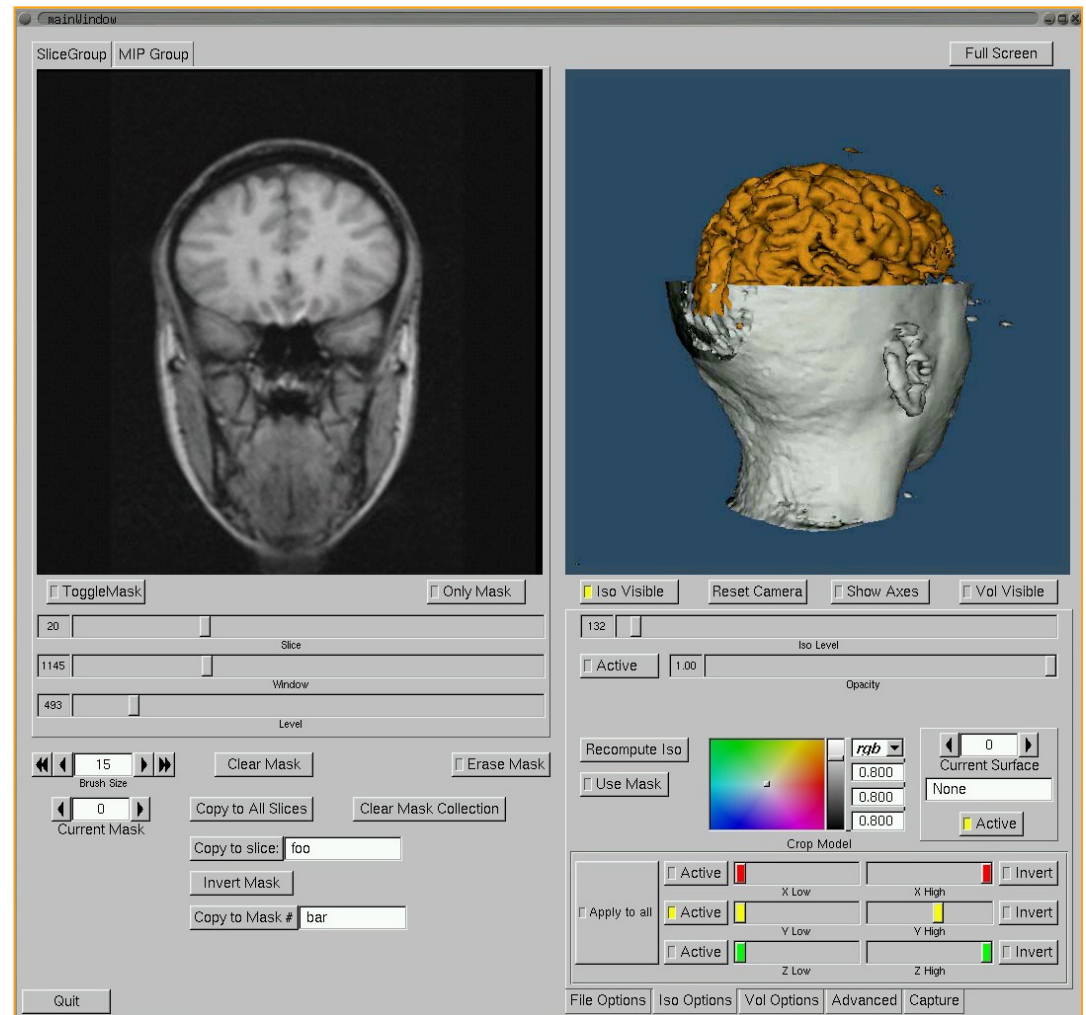 mainWindow
SliceGroup MIP Group
Full Screen
ToggleMask Only Mask
20
Slice
1145
Window
493
Level
15
Brush Size
Clear Mask
Erase Mask
0
Current Mask
Copy to All Slices
Clear Mask Collection
Copy to slice: foo
Invert Mask
Copy to Mask # bar
Quit
Iso Visible Reset Camera Show Axes Vol Visible
132
Iso Level
Active 1.00
Opacity
Recompute Iso
Use Mask
rgb
0.800
0.800
0.800
0
Current Surface
None
Active
Crop Model
Apply to all
Active Invert
X Low X High
Active Invert
Y Low Y High
Active Invert
Z Low Z High
File Options Iso Options Vol Options Advanced Capture